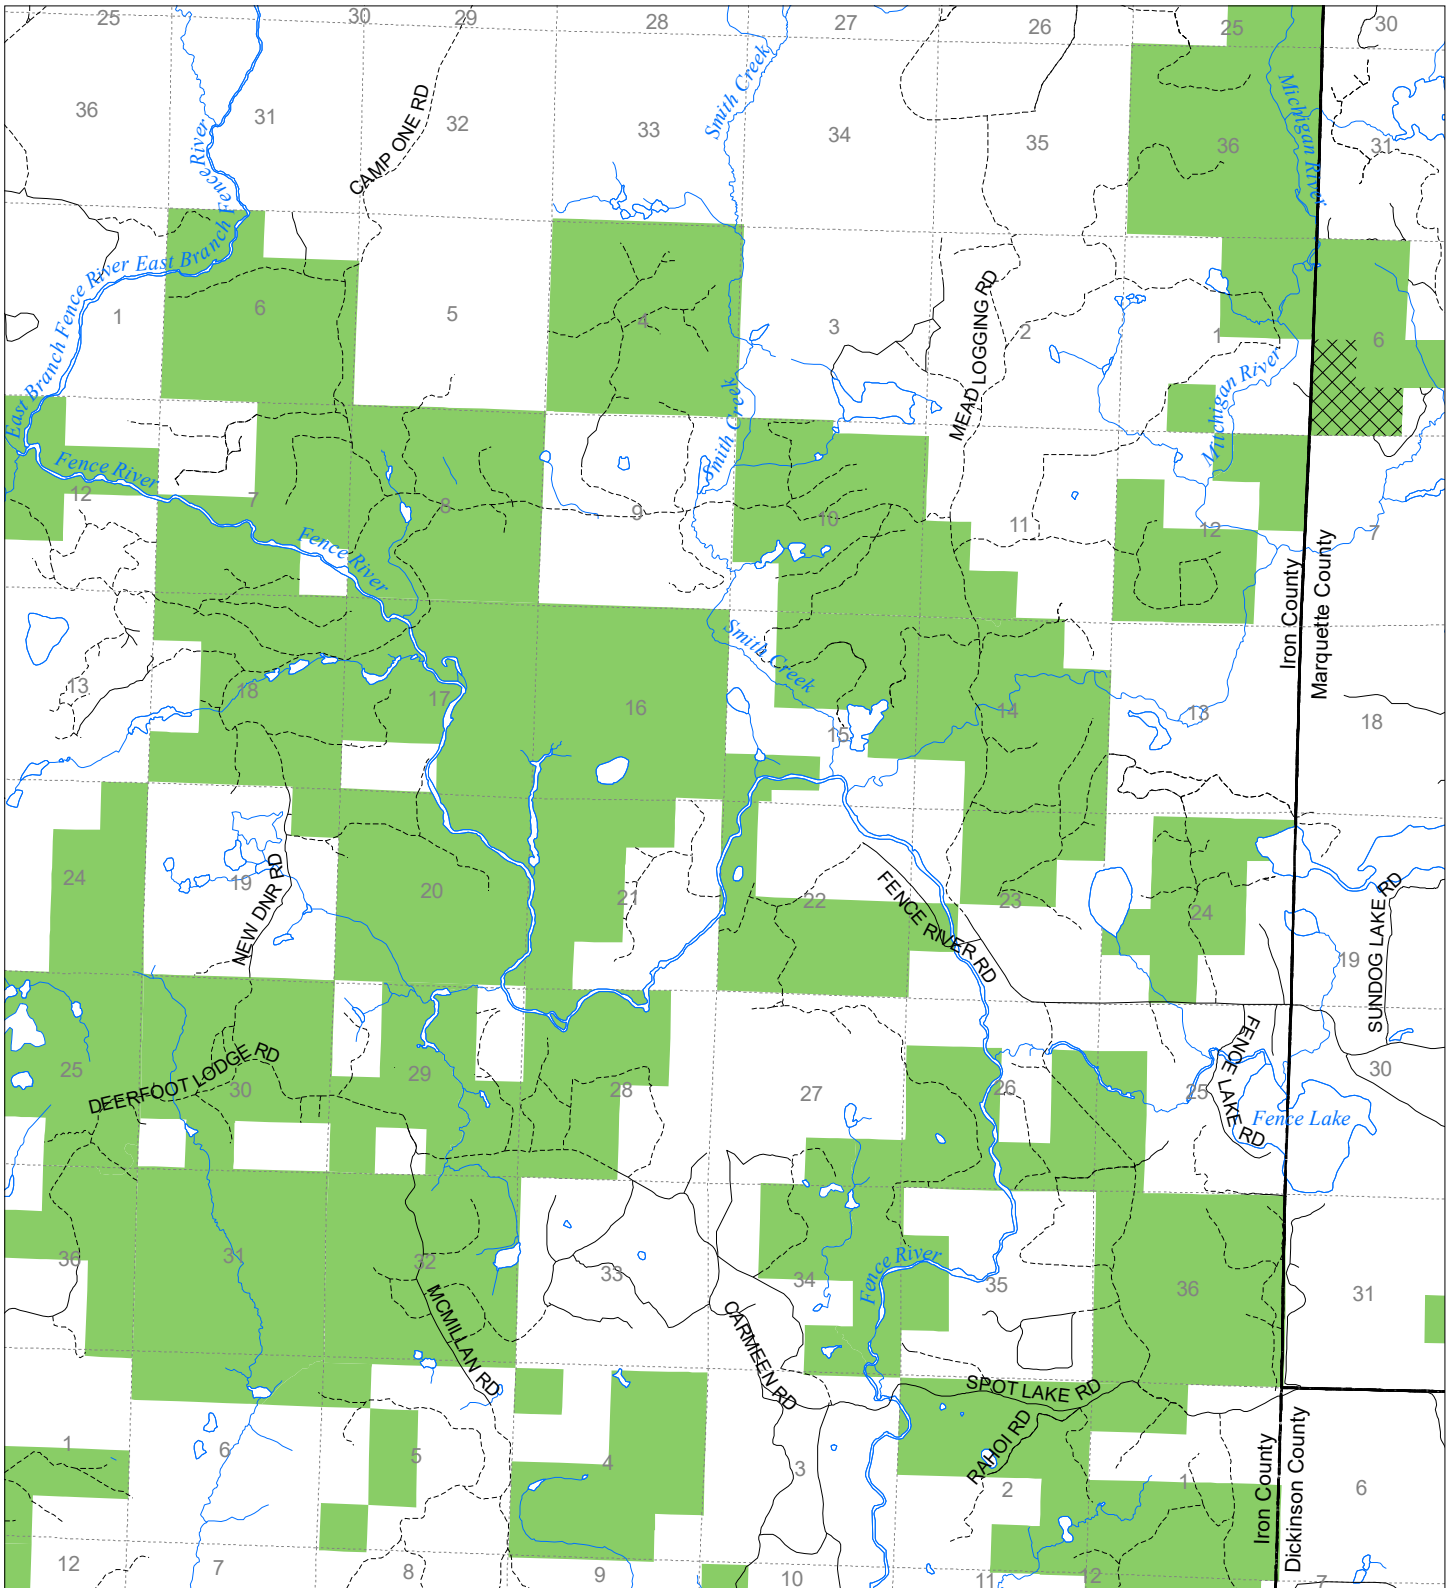 25
30
29
28
27
26
25
30
36
31
32
33
34
35
36
31
CAMP ONE RD
Smith Creek
Michigan River
River
East Branch Fence
East Branch Fence River
1
6
5
4
3
2
1
6
MEAD LOGGING RD
Smith Creek
Smith Creek
Mitchigan River
Fence River
12
7
8
9
10
11
12
7
Fence River
Iron County
Marquette County
Smith Creek
13
18
17
16
15
14
13
18
24
19
20
21
22
23
24
19
NEW DNR RD
FENCE RIVER RD
SUNDOG LAKE RD
25
30
29
28
27
26
25
30
DEERFOOT LODGE RD
FENCE LAKE RD
Fence Lake
36
31
32
33
34
35
36
31
Fence River
MCMILLAN RD
CARMEEN RD
SPOT LAKE RD
RAHOI RD
1
6
5
4
3
2
1
6
Iron County
Dickinson County
12
7
8
9
10
11
12
7